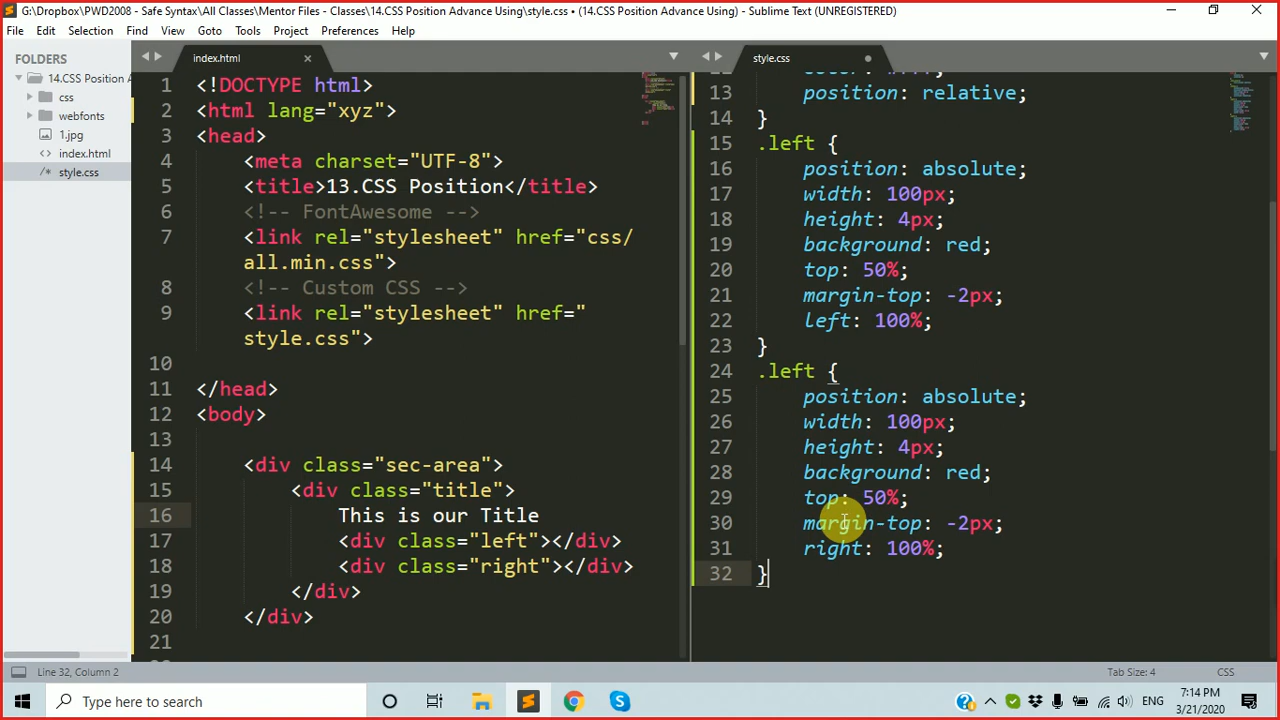 G:\Dropbox\PWD2008 - Safe Syntax\All Classes\Mentor Files - Classes\14.CSS Position Advance Using\style.css • (14.CSS Position Advance Using) - Sublime Text (UNREGISTERED)
File Edit Selection Find View Goto Tools Project Preferences Help
FOLDERS
14.CSS Position A
css
webfonts
1.jpg
index.html
style.css
index.html
1 <!DOCTYPE html>
2 <html lang="xyz">
3 <head>
4 <meta charset="UTF-8">
5 <title>13.CSS Position</title>
6 <!-- FontAwesome -->
7 <link rel="stylesheet" href="css/
all.min.css">
8 <!-- Custom CSS -->
9 <link rel="stylesheet" href="
style.css">
10
11 </head>
12 <body>
13
14 <div class="sec-area">
15 <div class="title">
16 This is our Title
17 <div class="left"></div>
18 <div class="right"></div>
19 </div>
20 </div>
21
style.css
13 position: relative;
14 }
15 .left {
16 position: absolute;
17 width: 100px;
18 height: 4px;
19 background: red;
20 top: 50%;
21 margin-top: -2px;
22 left: 100%;
23 }
24 .left {
25 position: absolute;
26 width: 100px;
27 height: 4px;
28 background: red;
29 top: 50%;
30 margin-top: -2px;
31 right: 100%;
32 }
Line 32, Column 2
Tab Size: 4
CSS
Type here to search
ENG
7:14 PM
3/21/2020